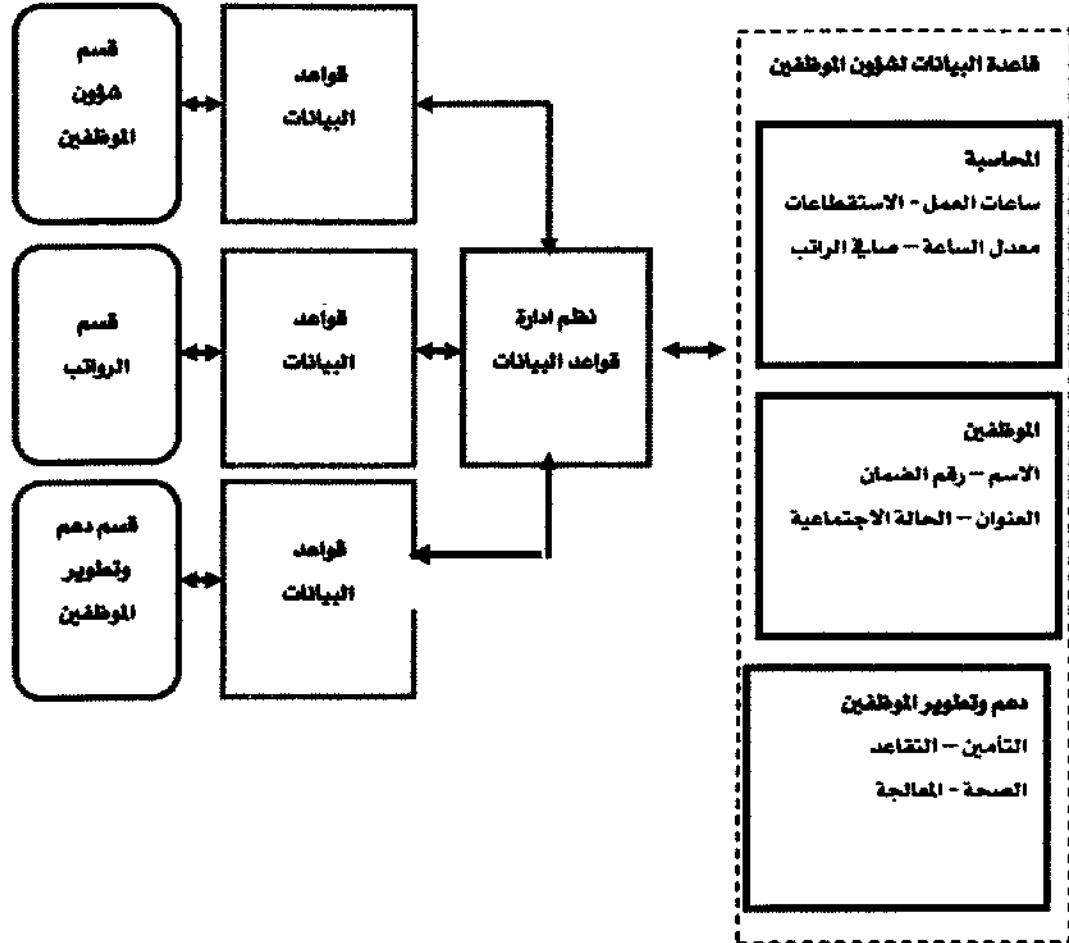 قاعدة البيانات لشؤون الموظفين
المحاسبة
ساعات العمل - الاستقطاعات
معدل الساعة – صافي الراتب
الموظفين
الاسم – رقم الضمان
العنوان – الحالة الاجتماعية
دعم وتطوير الموظفين
التأمين – التقاعد
الصحة - المعالجة
نظم ادارة
قواعد البيانات
قواعد
البيانات
قسم
شؤون
الموظفين
قواعد
البيانات
قسم
الرواتب
قواعد
البيانات
قسم دعم
وتطوير
الموظفين